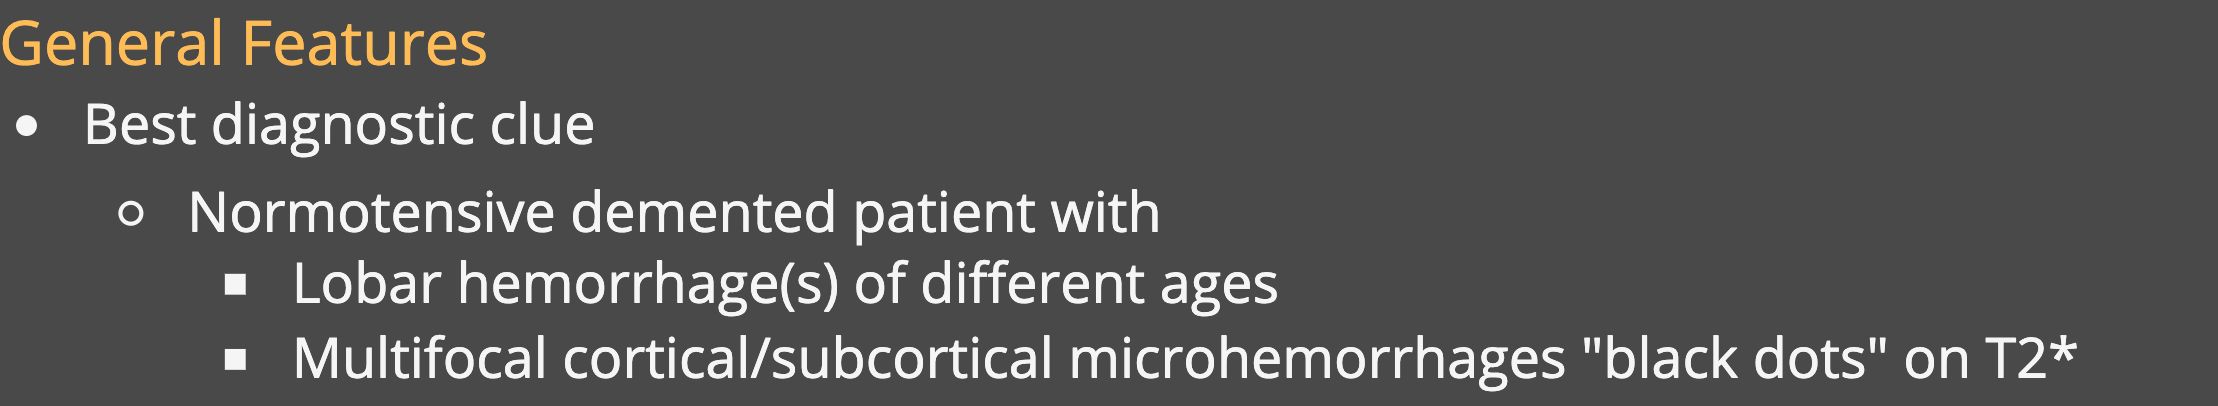 General Features
• Best diagnostic clue
○ Normotensive demented patient with
▪ Lobar hemorrhage(s) of different ages
▪ Multifocal cortical/subcortical microhemorrhages "black dots" on T2*